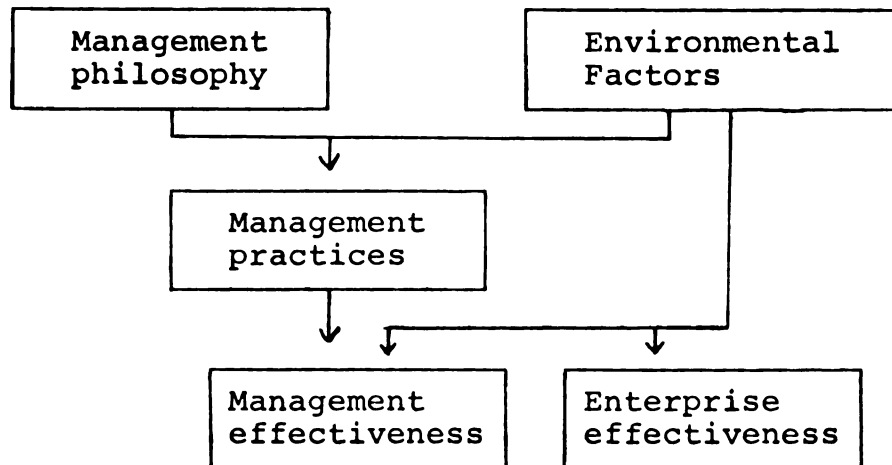 Management
philosophy
Environmental
Factors
Management
practices
Management
effectiveness
Enterprise
effectiveness